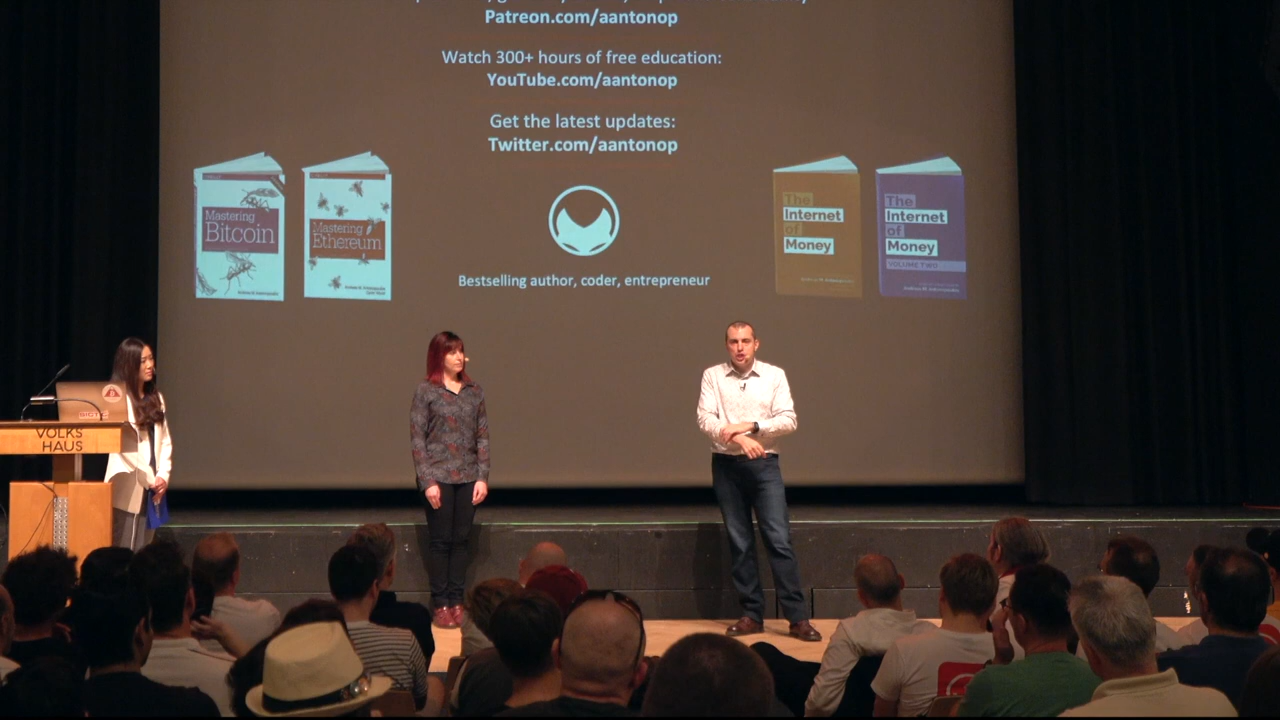 Patreon.com/aantonop
Watch 300+ hours of free education:
YouTube.com/aantonop
Get the latest updates:
Twitter.com/aantonop
Mastering
Bitcoin
Mastering
Ethereum
The
Internet
of
Money
The
Internet
of
Money
VOLUME TWO
Bestselling author, coder, entrepreneur
VOLKS
HAUS